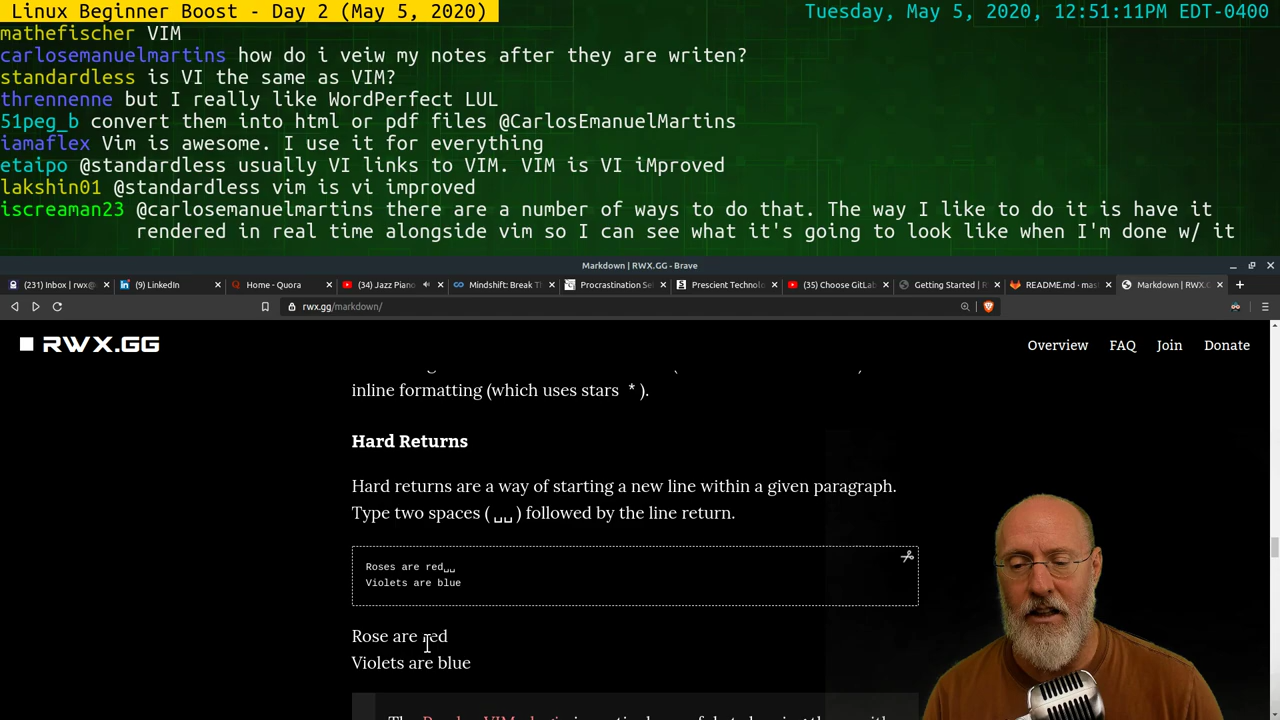 Linux Beginner Boost - Day 2 (May 5, 2020)
Tuesday, May 5, 2020, 12:51:11PM EDT-0400
mathefischer VIM
carlosemanuelmartins how do i veiw my notes after they are writen?
standardless is VI the same as VIM?
thrennenne but I really like WordPerfect LUL
51peg_b convert them into html or pdf files @CarlosEmanuelMartins
iamaflex Vim is awesome. I use it for everything
etaipo @standardless usually VI links to VIM. VIM is VI iMproved
lakshin01 @standardless vim is vi improved
iscreaman23 @carlosemanuelmartins there are a number of ways to do that. The way I like to do it is have it
rendered in real time alongside vim so I can see what it's going to look like when I'm done w/ it
Markdown | RWX.GG - Brave
(231) Inbox | rwx@
(9) LinkedIn
Home - Quora
(34) Jazz Piano
Mindshift: Break T
Procrastination Se
Prescient Technolo
(35) Choose GitLab
Getting Started | R
README.md · mas
Markdown | RWX.G
rwx.gg/markdown/
RWX.GG
Overview FAQ Join Donate
inline formatting (which uses stars * ).
Hard Returns
Hard returns are a way of starting a new line within a given paragraph.
Type two spaces ( ␣␣ ) followed by the line return.
Roses are red␣␣
Violets are blue
Rose are red
Violets are blue